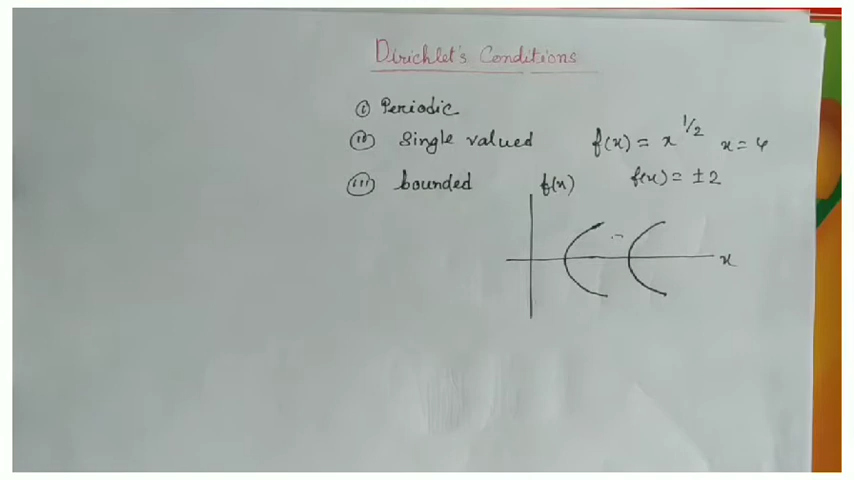 Dirichlet's Conditions
(i) Periodic
(ii) Single valued f(x) = x^1/2 x = 4
(iii) bounded f(x) f(x) = ±2
x